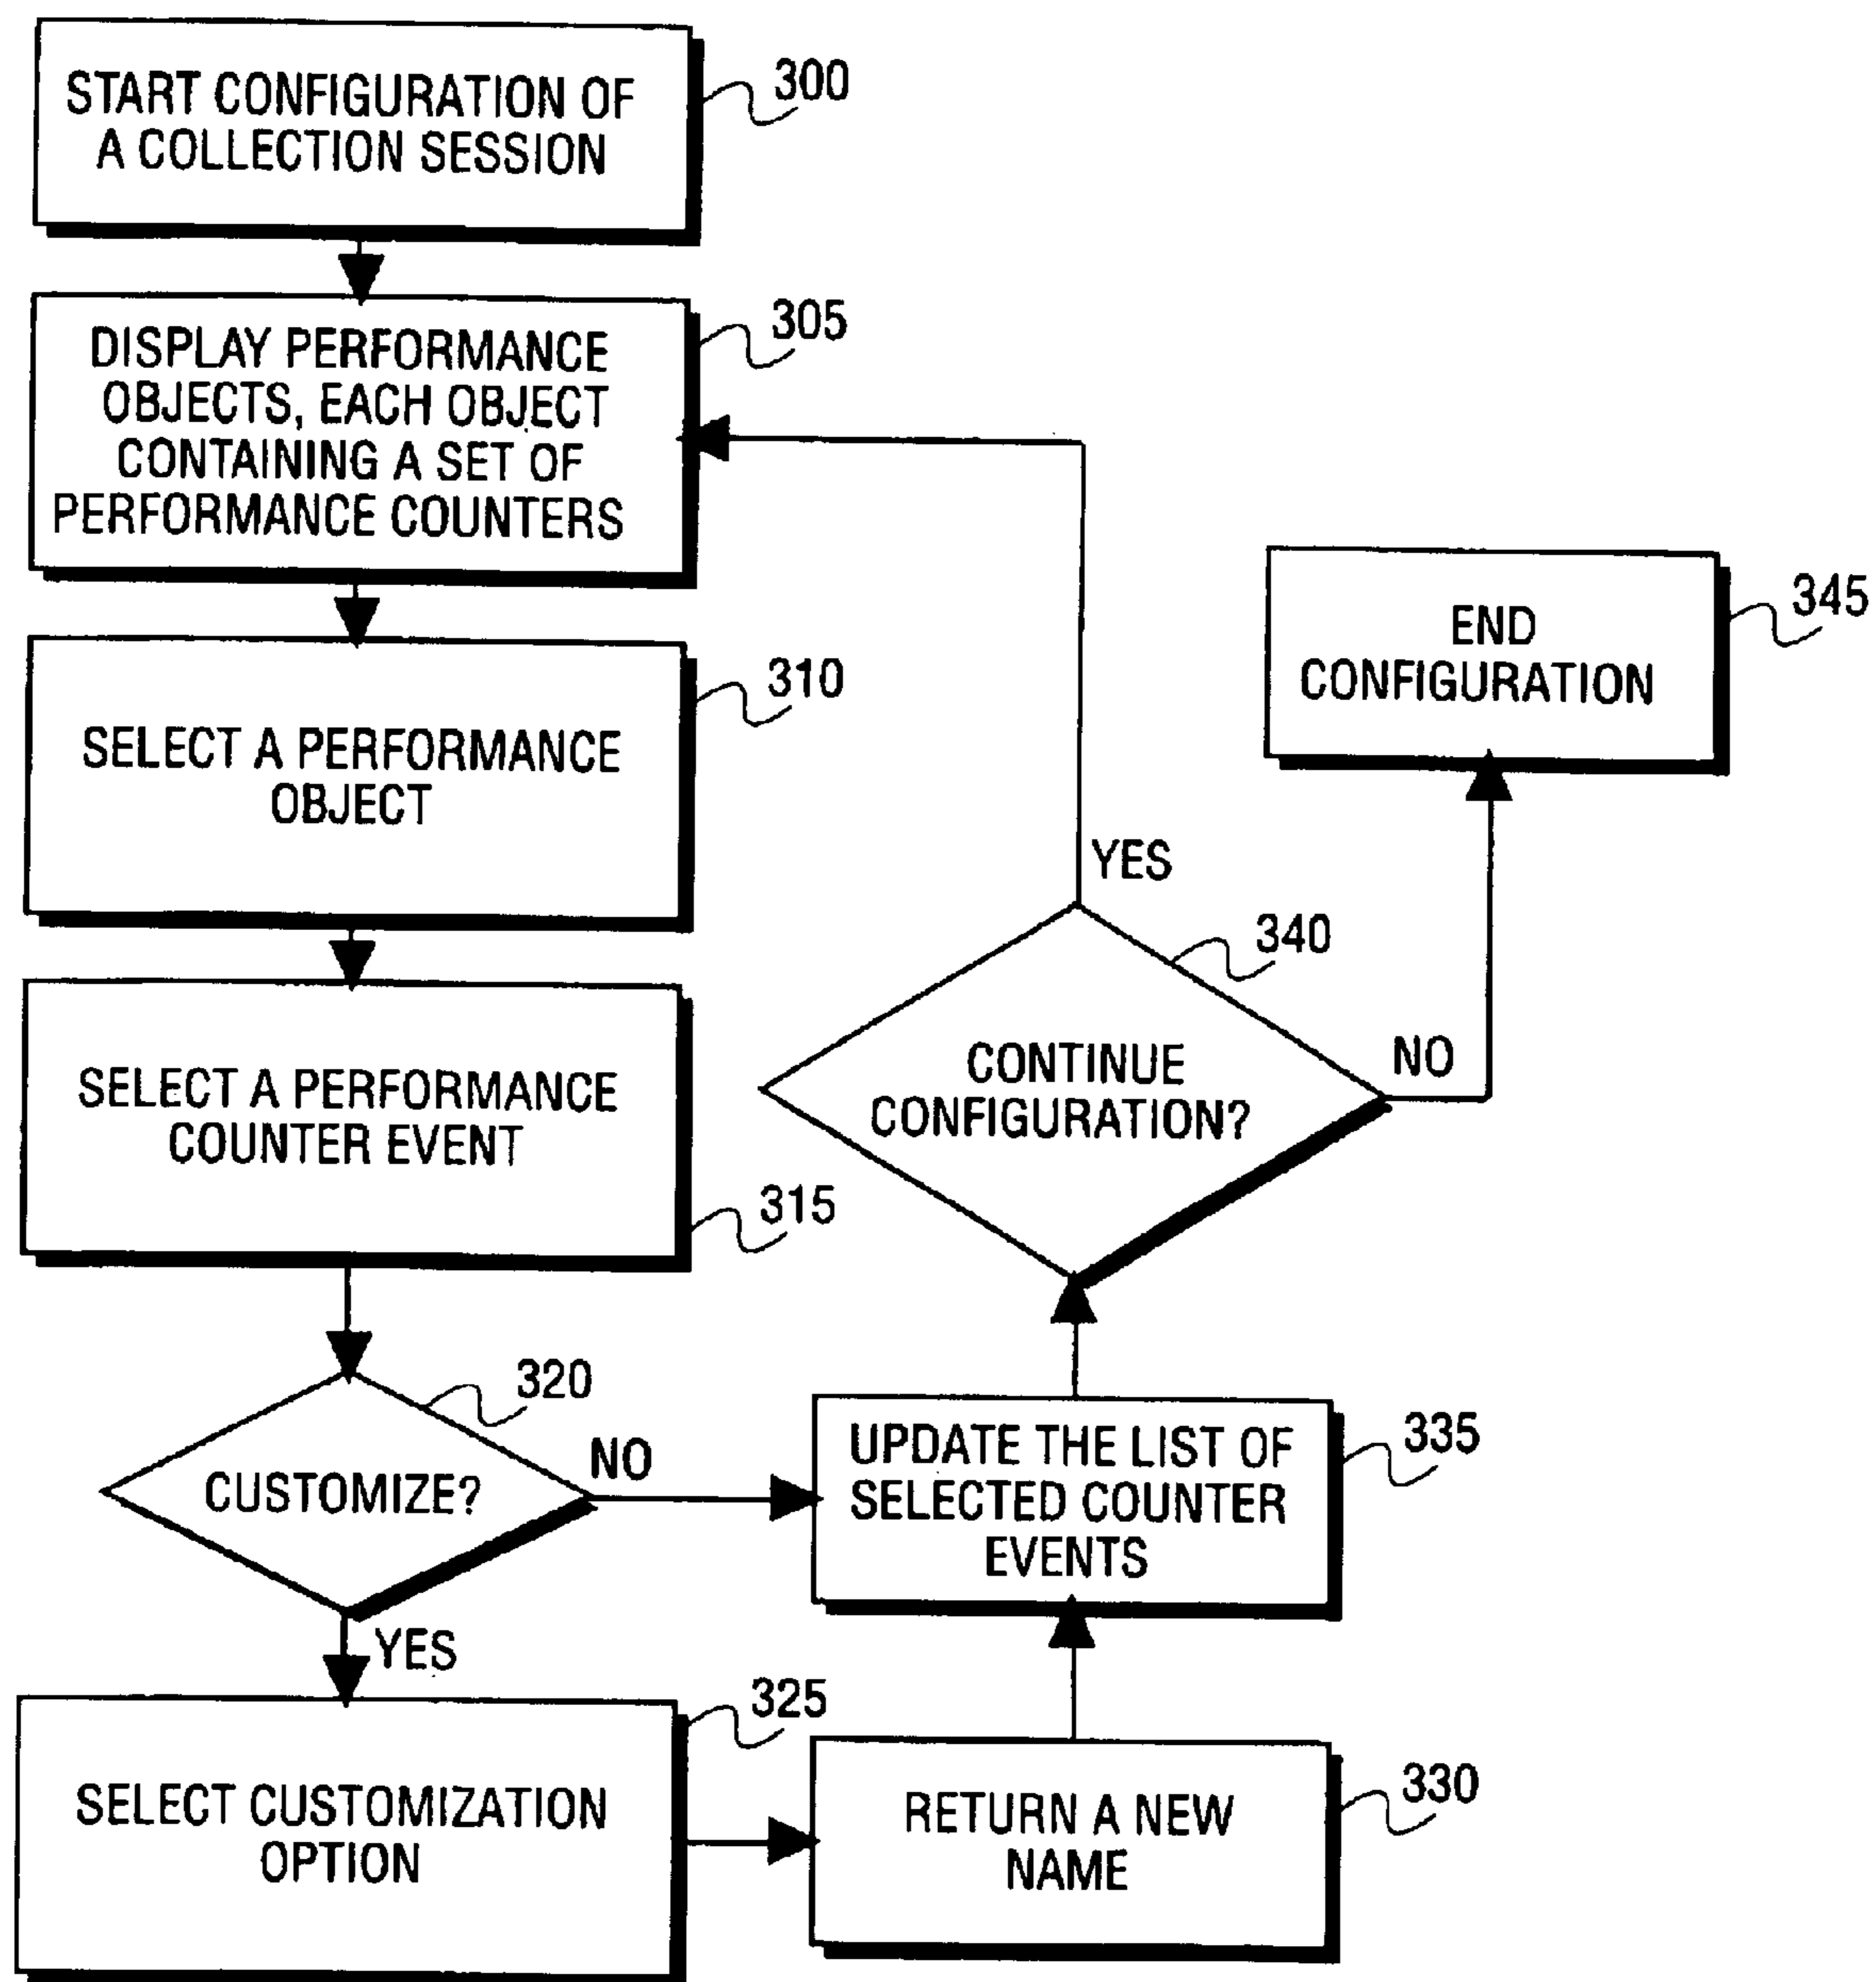 START CONFIGURATION OF
A COLLECTION SESSION
300
DISPLAY PERFORMANCE
OBJECTS, EACH OBJECT
CONTAINING A SET OF
PERFORMANCE COUNTERS
305
SELECT A PERFORMANCE
OBJECT
310
SELECT A PERFORMANCE
COUNTER EVENT
315
CUSTOMIZE?
320
NO
YES
SELECT CUSTOMIZATION
OPTION
325
RETURN A NEW
NAME
330
UPDATE THE LIST OF
SELECTED COUNTER
EVENTS
335
CONTINUE
CONFIGURATION?
340
YES
NO
END
CONFIGURATION
345